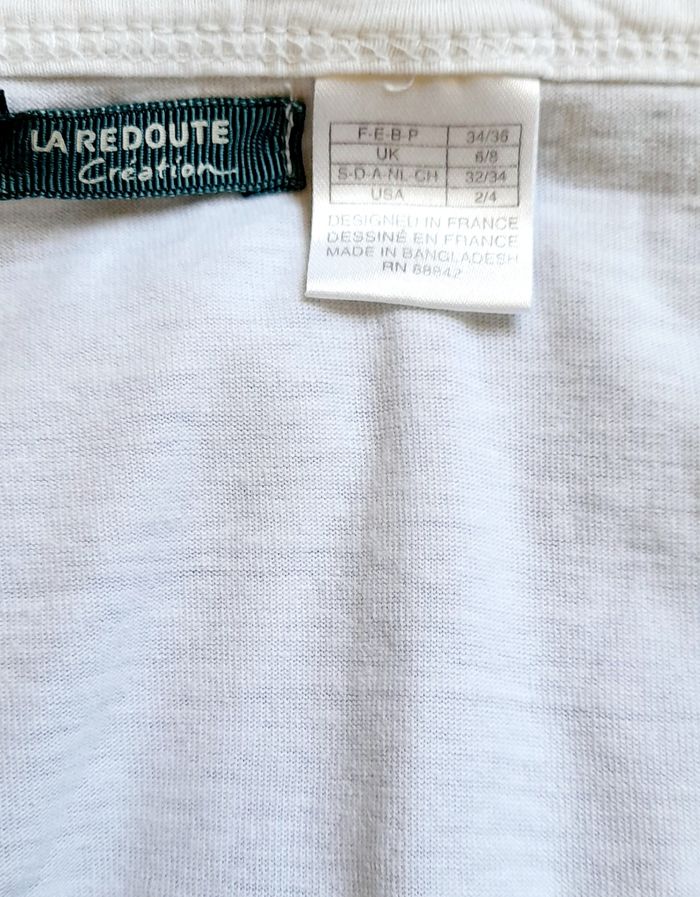 LA REDOUTE
Création
F-E-B-P 34/36
UK 6/8
S-D-A-NL-CH 32/34
USA 2/4
DESIGNED IN FRANCE
DESSINÉ EN FRANCE
MADE IN BANGLADESH
RN 88842